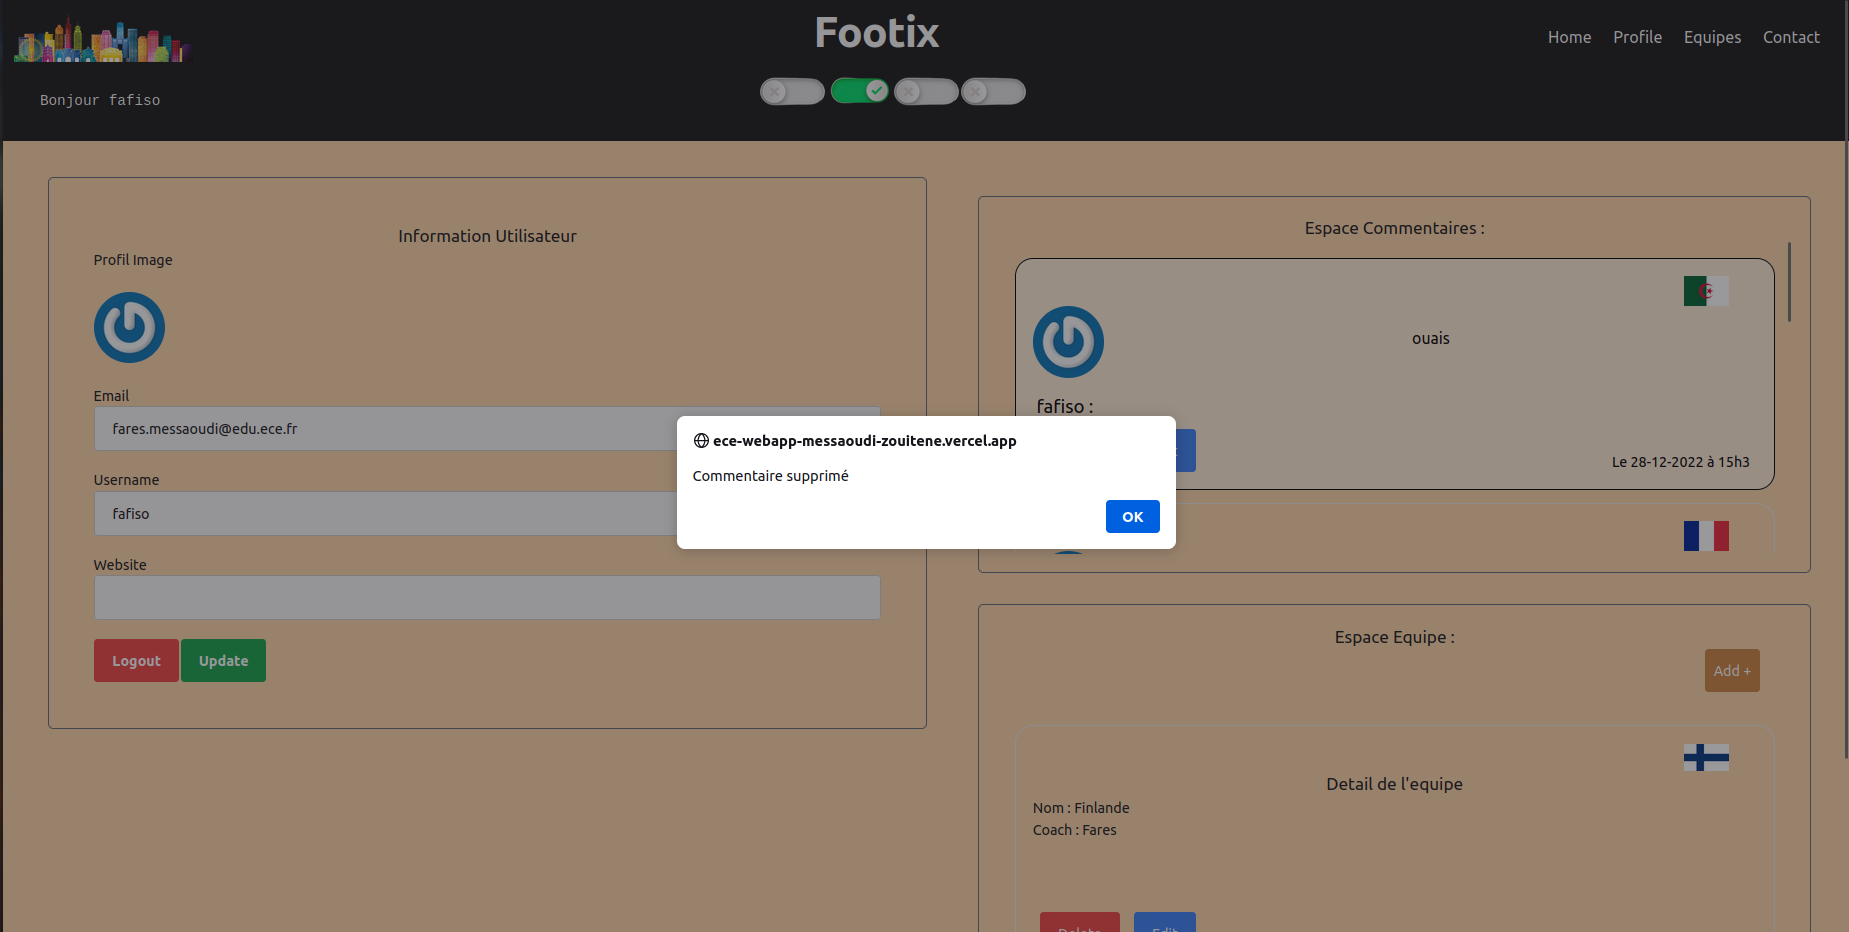 Footix
Home Profile Equipes Contact
Bonjour fafiso
Information Utilisateur
Profil Image
Email
fares.messaoudi@edu.ece.fr
Username
fafiso
Website
Logout Update
Espace Commentaires :
ouais
fafiso :
Le 28-12-2022 à 15h3
ece-webapp-messaoudi-zouitene.vercel.app
Commentaire supprimé
OK
Espace Equipe :
Add +
Detail de l'equipe
Nom : Finlande
Coach : Fares
Delete Edit